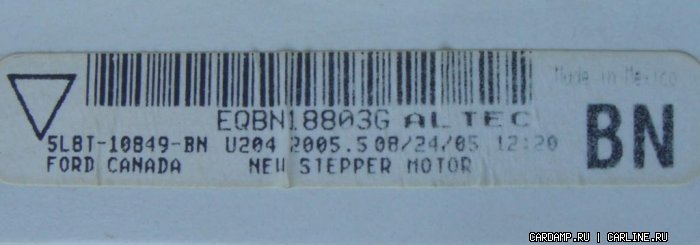 Made in Mexico
EQBN18803G ALTEC
5L8T-10849-BN U204 2005.5 08/24/05 12:20
BN
FORD CANADA NEW STEPPER MOTOR
CARDAMP.RU | CARLINE.RU